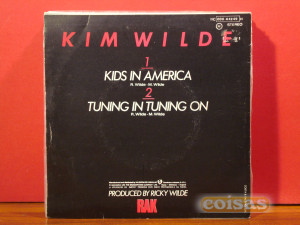 STEREO
KIM WILDE
1
KIDS IN AMERICA
R. Wilde - M. Wilde
2
TUNING IN TUNING ON
R. Wilde - M. Wilde
PRODUCED BY RICKY WILDE
RAK
coisas